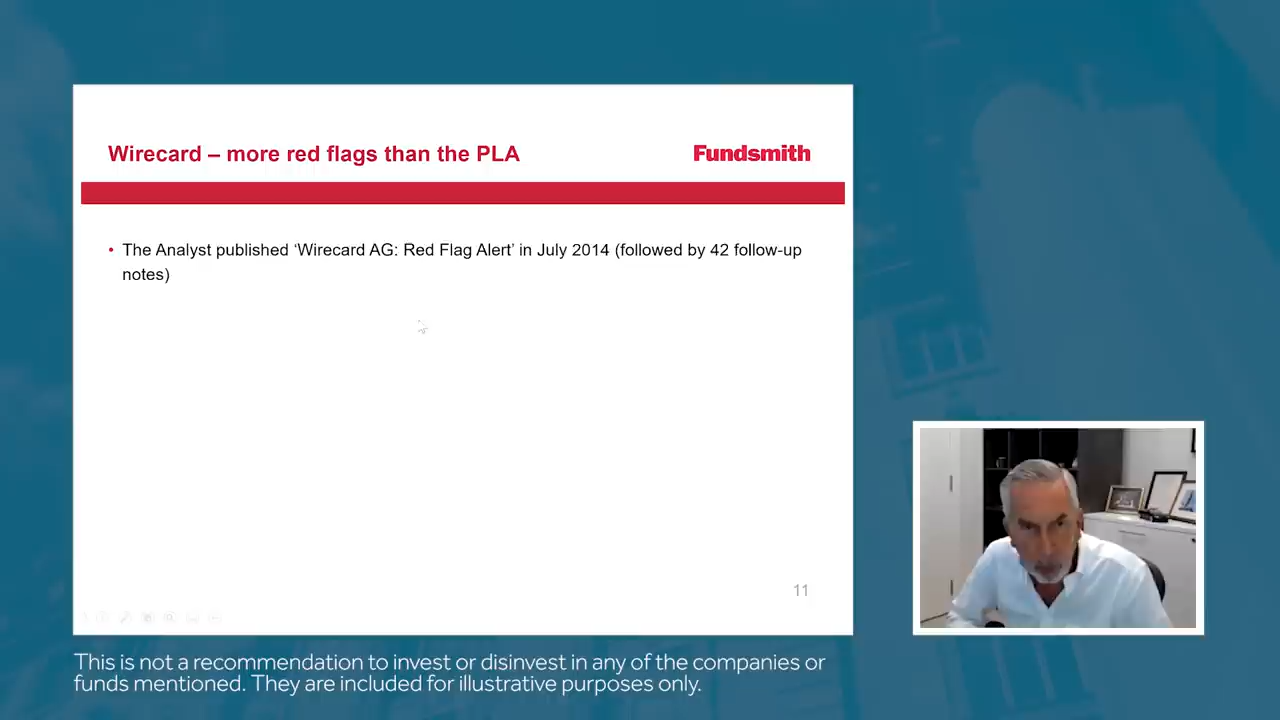 Wirecard – more red flags than the PLA
Fundsmith
• The Analyst published ‘Wirecard AG: Red Flag Alert’ in July 2014 (followed by 42 follow-up
notes)
11
This is not a recommendation to invest or disinvest in any of the companies or
funds mentioned. They are included for illustrative purposes only.